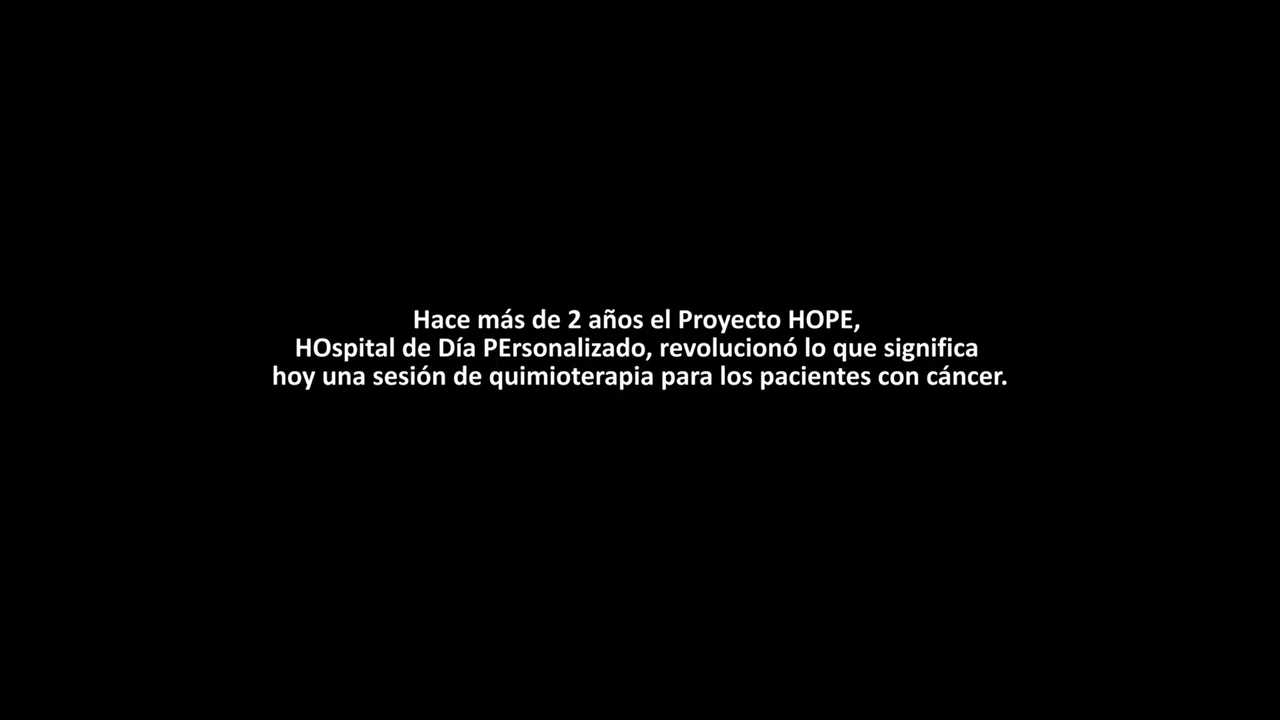 Hace más de 2 años el Proyecto HOPE,
HOspital de Día PErsonalizado, revolucionó lo que significa
hoy una sesión de quimioterapia para los pacientes con cáncer.